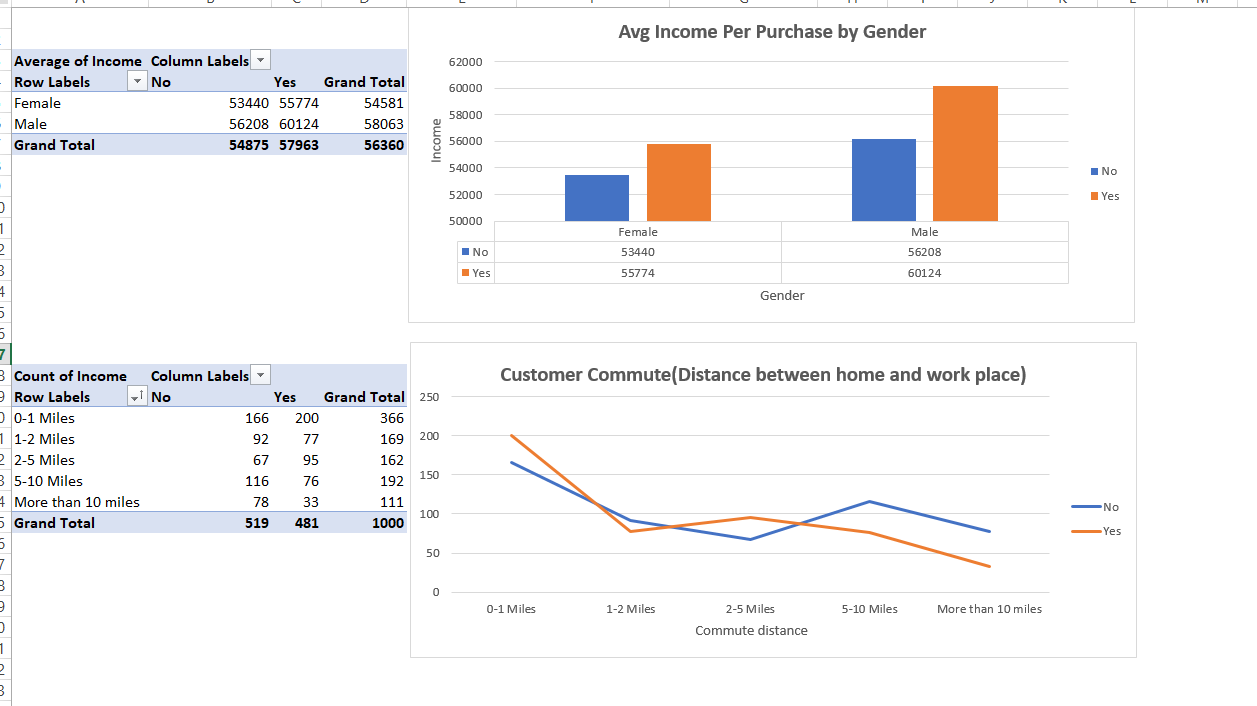 Average of Income Column Labels
Row Labels No Yes Grand Total
Female 53440 55774 54581
Male 56208 60124 58063
Grand Total 54875 57963 56360
Avg Income Per Purchase by Gender
62000
60000
58000
56000
54000
52000
50000
Income
Female Male
No 53440 56208
Yes 55774 60124
Gender
No
Yes
Count of Income Column Labels
Row Labels No Yes Grand Total
0-1 Miles 166 200 366
1-2 Miles 92 77 169
2-5 Miles 67 95 162
5-10 Miles 116 76 192
More than 10 miles 78 33 111
Grand Total 519 481 1000
Customer Commute(Distance between home and work place)
250
200
150
100
50
0
0-1 Miles 1-2 Miles 2-5 Miles 5-10 Miles More than 10 miles
Commute distance
No
Yes